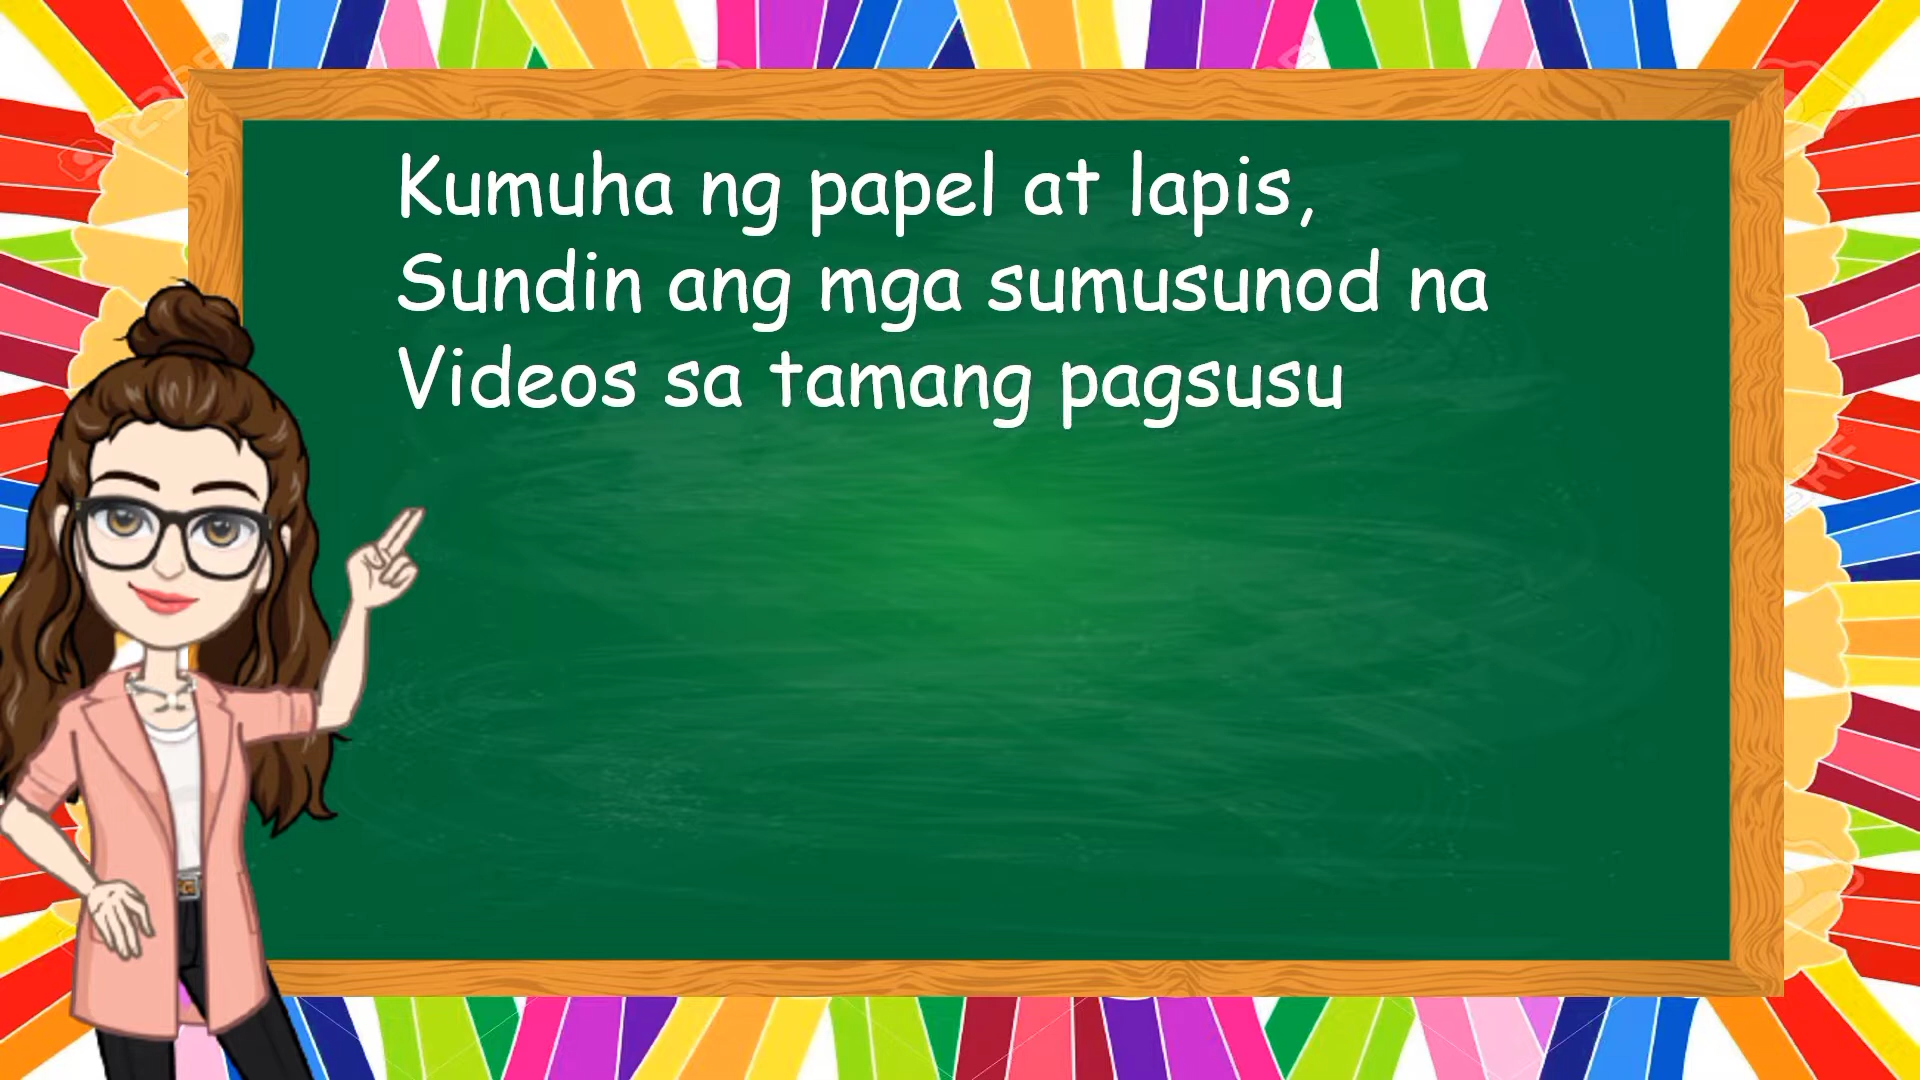 Kumuha ng papel at lapis,
Sundin ang mga sumusunod na
Videos sa tamang pagsusu